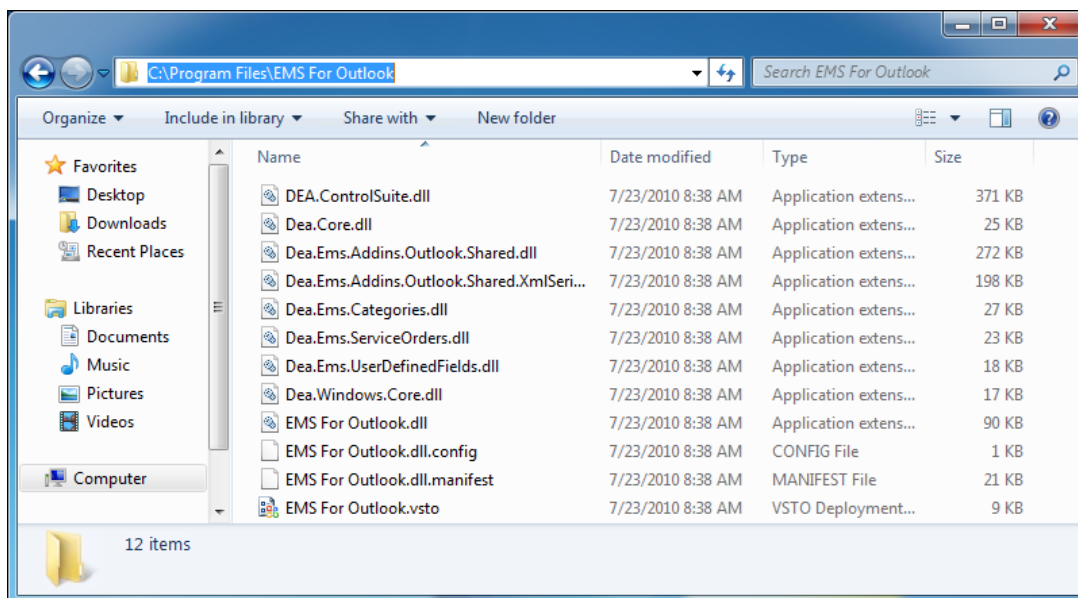 C:\Program Files\EMS For Outlook
Search EMS For Outlook
Organize Include in library Share with New folder
Favorites
Desktop
Downloads
Recent Places
Libraries
Documents
Music
Pictures
Videos
Computer
Name Date modified Type Size
DEA.ControlSuite.dll 7/23/2010 8:38 AM Application extens... 371 KB
Dea.Core.dll 7/23/2010 8:38 AM Application extens... 25 KB
Dea.Ems.Addins.Outlook.Shared.dll 7/23/2010 8:38 AM Application extens... 272 KB
Dea.Ems.Addins.Outlook.Shared.XmlSeri... 7/23/2010 8:38 AM Application extens... 198 KB
Dea.Ems.Categories.dll 7/23/2010 8:38 AM Application extens... 27 KB
Dea.Ems.ServiceOrders.dll 7/23/2010 8:38 AM Application extens... 23 KB
Dea.Ems.UserDefinedFields.dll 7/23/2010 8:38 AM Application extens... 18 KB
Dea.Windows.Core.dll 7/23/2010 8:38 AM Application extens... 17 KB
EMS For Outlook.dll 7/23/2010 8:38 AM Application extens... 90 KB
EMS For Outlook.dll.config 7/23/2010 8:38 AM CONFIG File 1 KB
EMS For Outlook.dll.manifest 7/23/2010 8:38 AM MANIFEST File 21 KB
EMS For Outlook.vsto 7/23/2010 8:38 AM VSTO Deployment... 9 KB
12 items